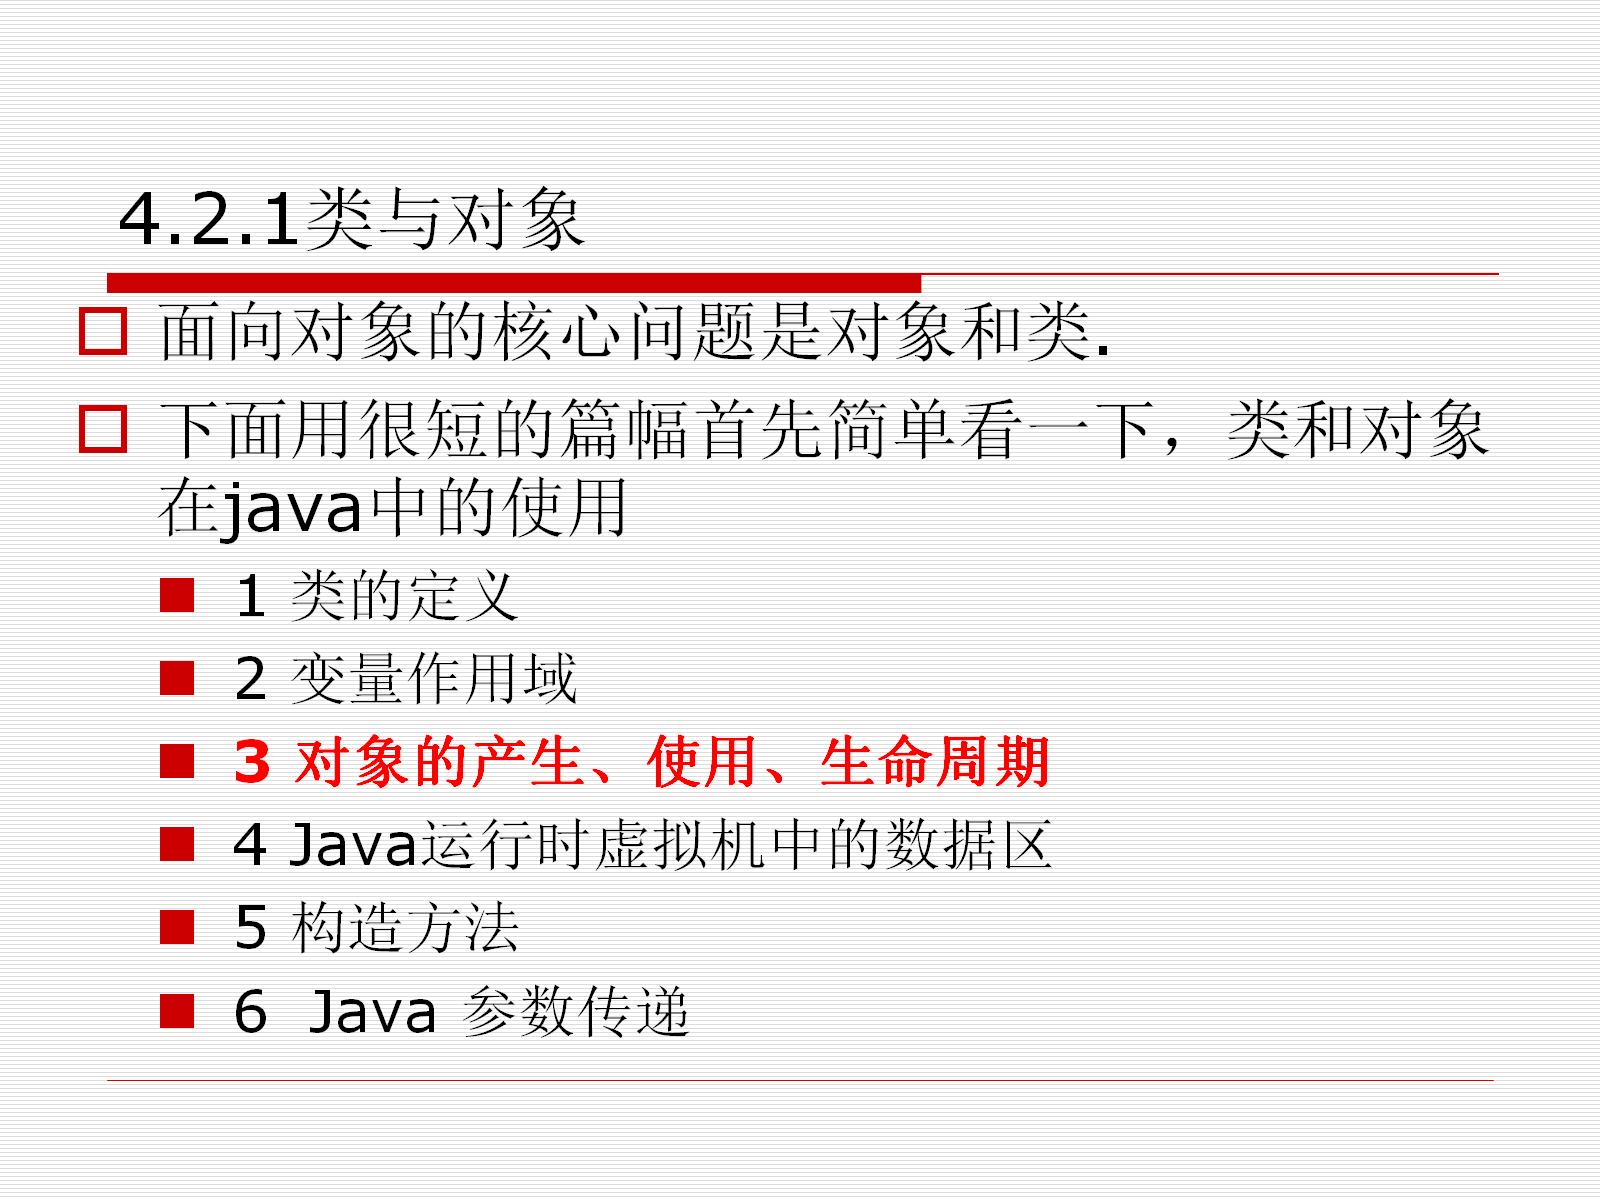 4.2.1类与对象
面向对象的核心问题是对象和类.
下面用很短的篇幅首先简单看一下，类和对象
在java中的使用
1 类的定义
2 变量作用域
3 对象的产生、使用、生命周期
4 Java运行时虚拟机中的数据区
5 构造方法
6 Java 参数传递